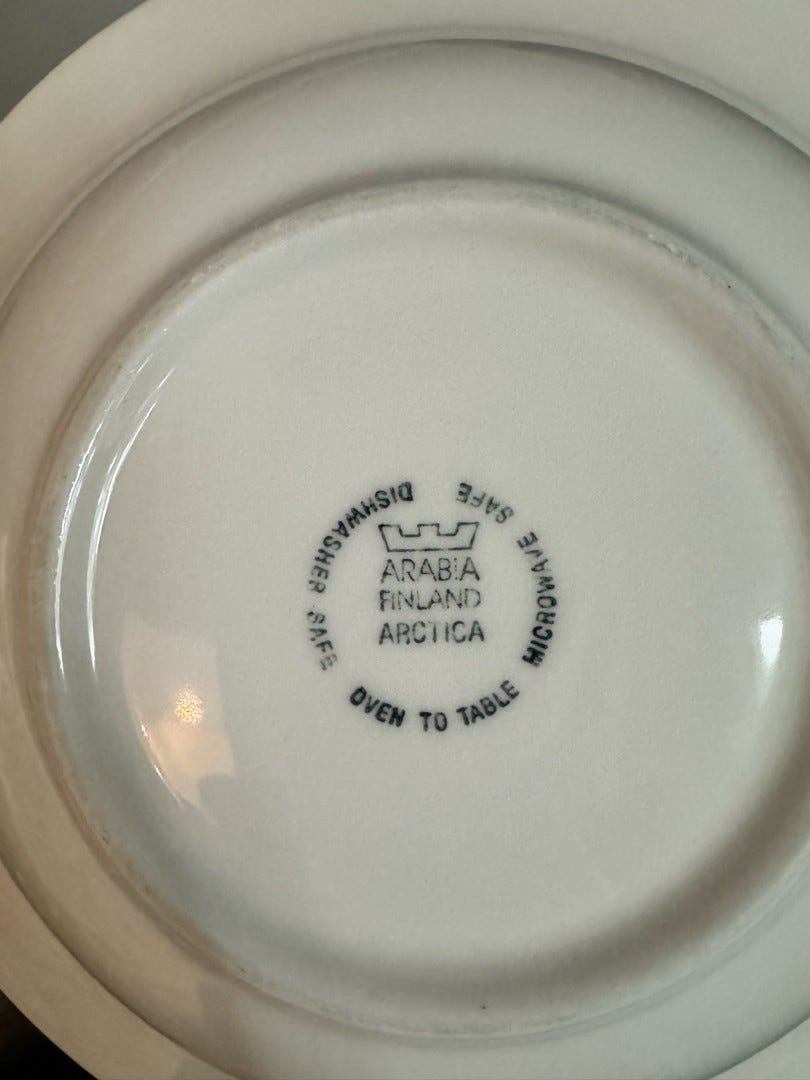 ARABIA
FINLAND
ARCTICA
DISHWASHER SAFE
OVEN TO TABLE
MICROWAVE SAFE